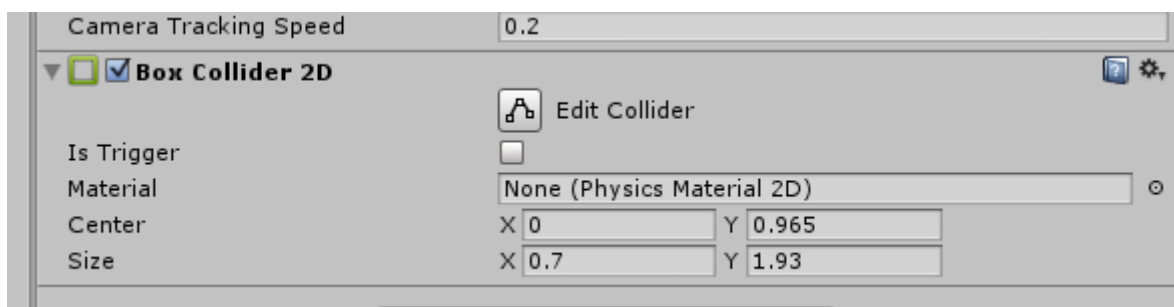 Camera Tracking Speed 0.2
Box Collider 2D ?
Edit Collider
Is Trigger
Material None (Physics Material 2D)
Center X 0 Y 0.965
Size X 0.7 Y 1.93